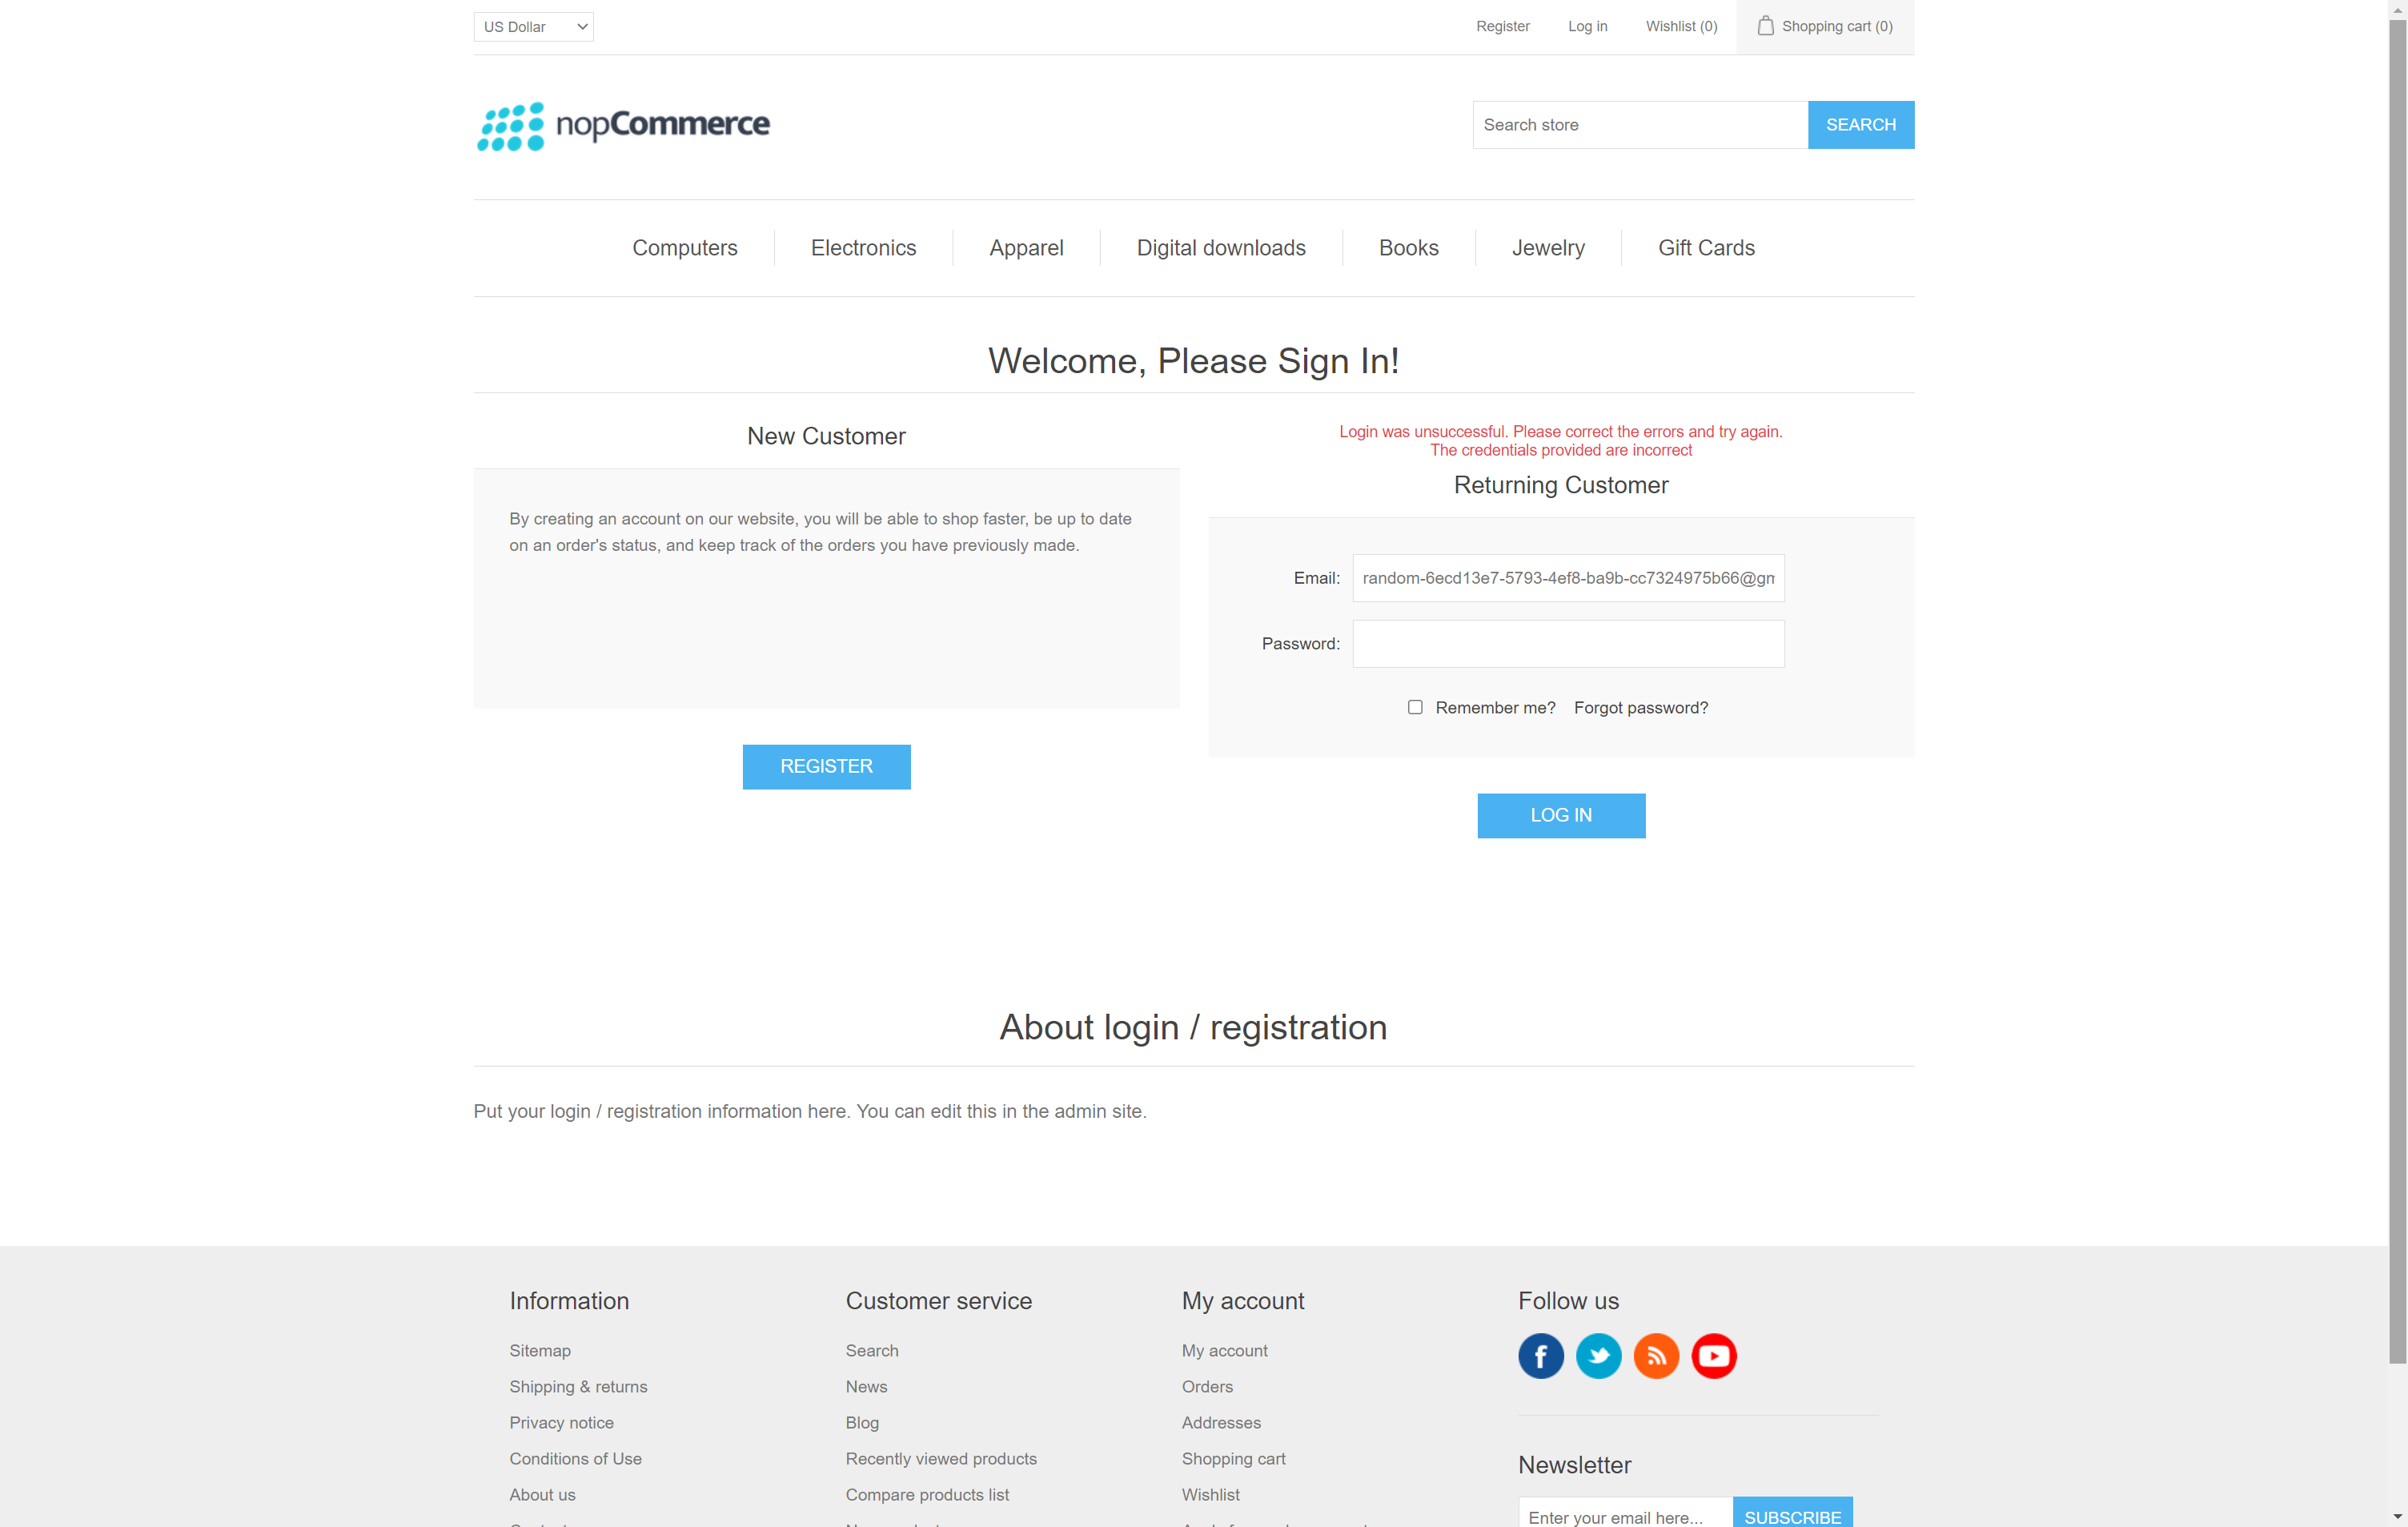 US Dollar
Register
Log in
Wishlist (0)
Shopping cart (0)
nopCommerce
Search store
SEARCH
Computers
Electronics
Apparel
Digital downloads
Books
Jewelry
Gift Cards
Welcome, Please Sign In!
New Customer
By creating an account on our website, you will be able to shop faster, be up to date
on an order's status, and keep track of the orders you have previously made.
REGISTER
Login was unsuccessful. Please correct the errors and try again.
The credentials provided are incorrect
Returning Customer
Email:
random-6ecd13e7-5793-4ef8-ba9b-cc7324975b66@gm
Password:
Remember me?
Forgot password?
LOG IN
About login / registration
Put your login / registration information here. You can edit this in the admin site.
Information
Sitemap
Shipping & returns
Privacy notice
Conditions of Use
About us
Customer service
Search
News
Blog
Recently viewed products
Compare products list
My account
My account
Orders
Addresses
Shopping cart
Wishlist
Follow us
Newsletter
Enter your email here...
SUBSCRIBE